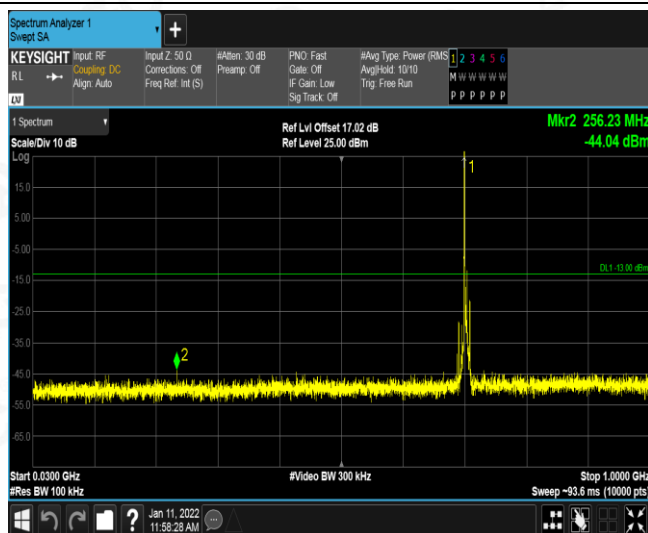 Spectrum Analyzer 1
Swept SA
KEYSIGHT
RL
Input: RF
Coupling: DC
Align: Auto
Input Z: 50 Ω
Corrections: Off
Freq Ref: Int (S)
#Atten: 30 dB
Preamp: Off
PNO: Fast
Gate: Off
IF Gain: Low
Sig Track: Off
#Avg Type: Power (RMS
Avg|Hold: 10/10
Trig: Free Run
1 2 3 4 5 6
M W W W W W
P P P P P P
1 Spectrum
Scale/Div 10 dB
Log
Ref Lvl Offset 17.02 dB
Ref Level 25.00 dBm
Mkr2 256.23 MHz
-44.04 dBm
15.0
5.00
-5.00
-15.0
-25.0
-35.0
-45.0
-55.0
-65.0
1
2
DL1 -13.00 dBm
Start 0.0300 GHz
#Res BW 100 kHz
#Video BW 300 kHz
Stop 1.0000 GHz
Sweep ~93.6 ms (10000 pts)
?
Jan 11, 2022
11:58:28 AM